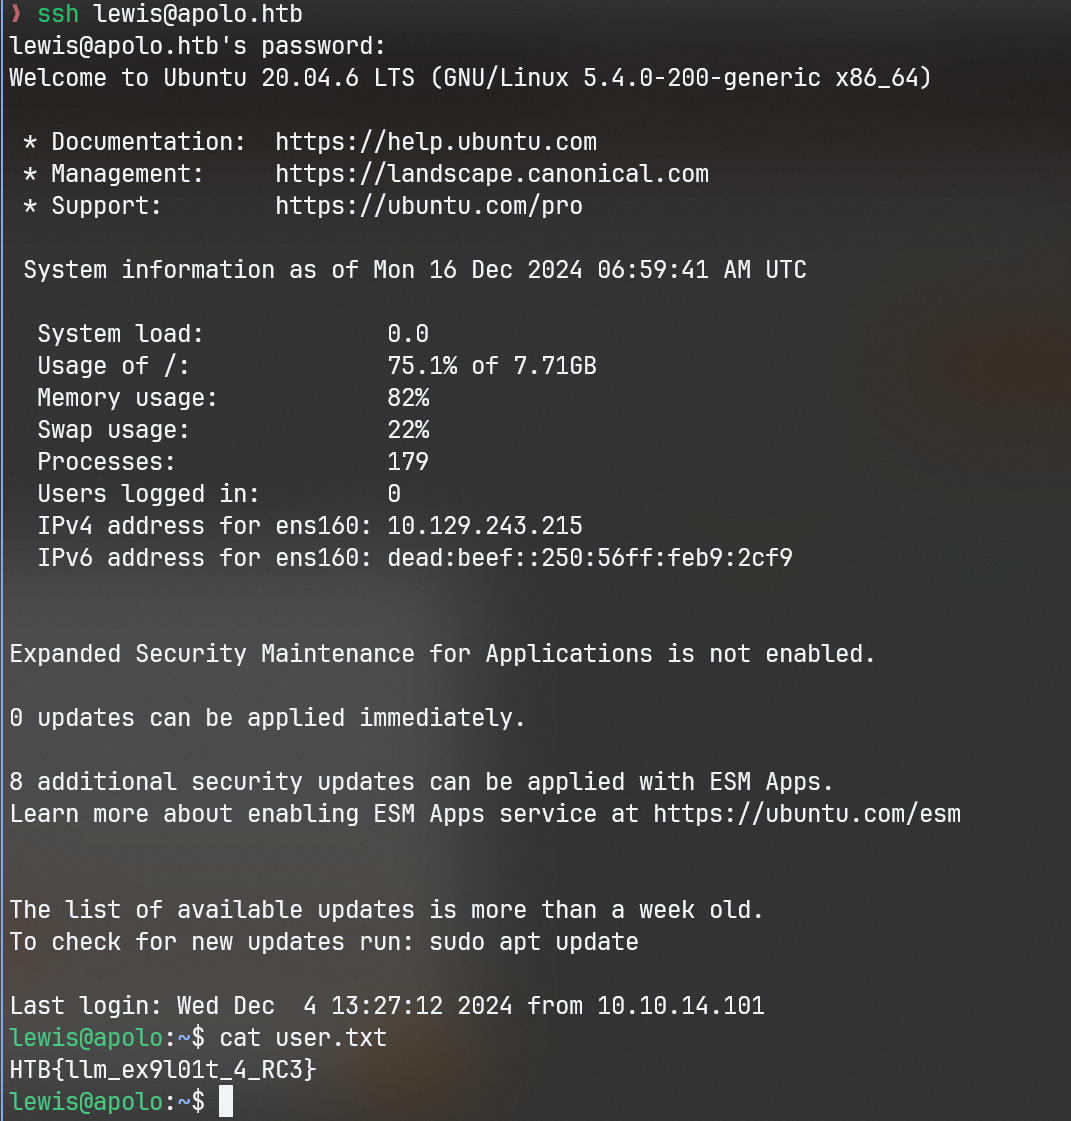 ❯ ssh lewis@apolo.htb
lewis@apolo.htb's password:
Welcome to Ubuntu 20.04.6 LTS (GNU/Linux 5.4.0-200-generic x86_64)
* Documentation: https://help.ubuntu.com
* Management: https://landscape.canonical.com
* Support: https://ubuntu.com/pro
System information as of Mon 16 Dec 2024 06:59:41 AM UTC
System load: 0.0
Usage of /: 75.1% of 7.71GB
Memory usage: 82%
Swap usage: 22%
Processes: 179
Users logged in: 0
IPv4 address for ens160: 10.129.243.215
IPv6 address for ens160: dead:beef::250:56ff:feb9:2cf9
Expanded Security Maintenance for Applications is not enabled.
0 updates can be applied immediately.
8 additional security updates can be applied with ESM Apps.
Learn more about enabling ESM Apps service at https://ubuntu.com/esm
The list of available updates is more than a week old.
To check for new updates run: sudo apt update
Last login: Wed Dec  4 13:27:12 2024 from 10.10.14.101
lewis@apolo:~$ cat user.txt
HTB{llm_ex9l01t_4_RC3}
lewis@apolo:~$